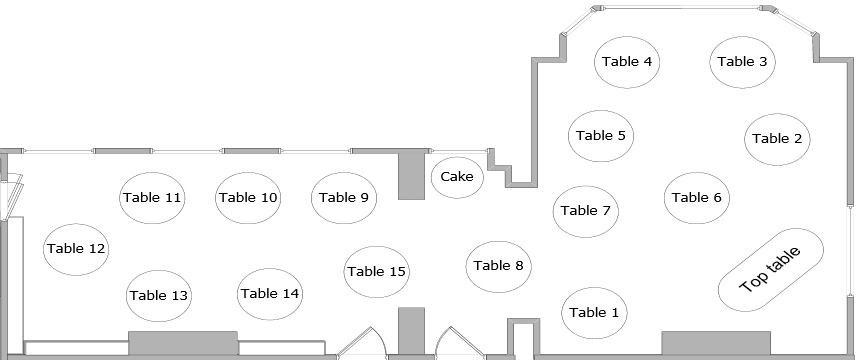 Table 4
Table 3
Table 5
Table 2
Cake
Table 11
Table 10
Table 9
Table 7
Table 6
Table 12
Table 15
Table 8
Top table
Table 13
Table 14
Table 1